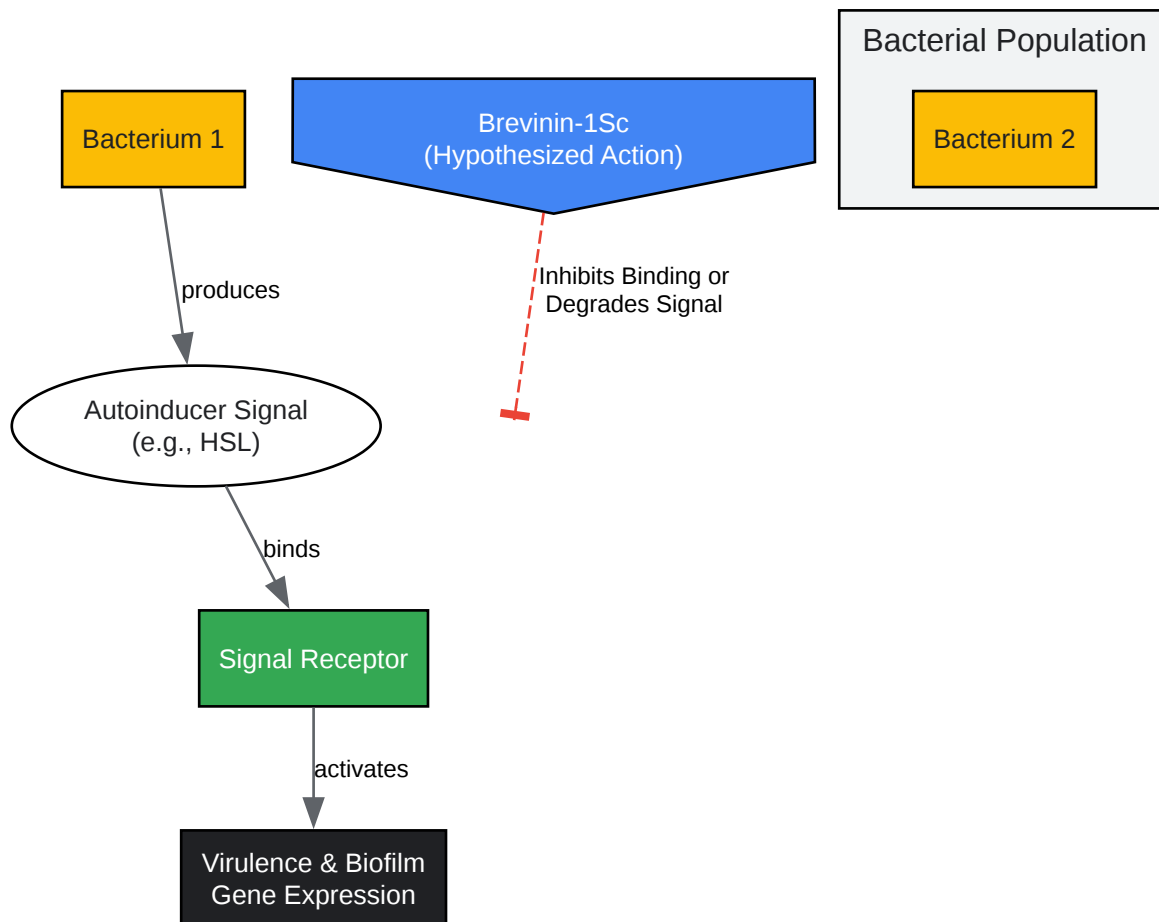 Bacterial Population
Bacterium 1
Brevinin-1Sc
(Hypothesized Action)
Bacterium 2
produces
Inhibits Binding or
Degrades Signal
Autoinducer Signal
(e.g., HSL)
binds
Signal Receptor
activates
Virulence & Biofilm
Gene Expression